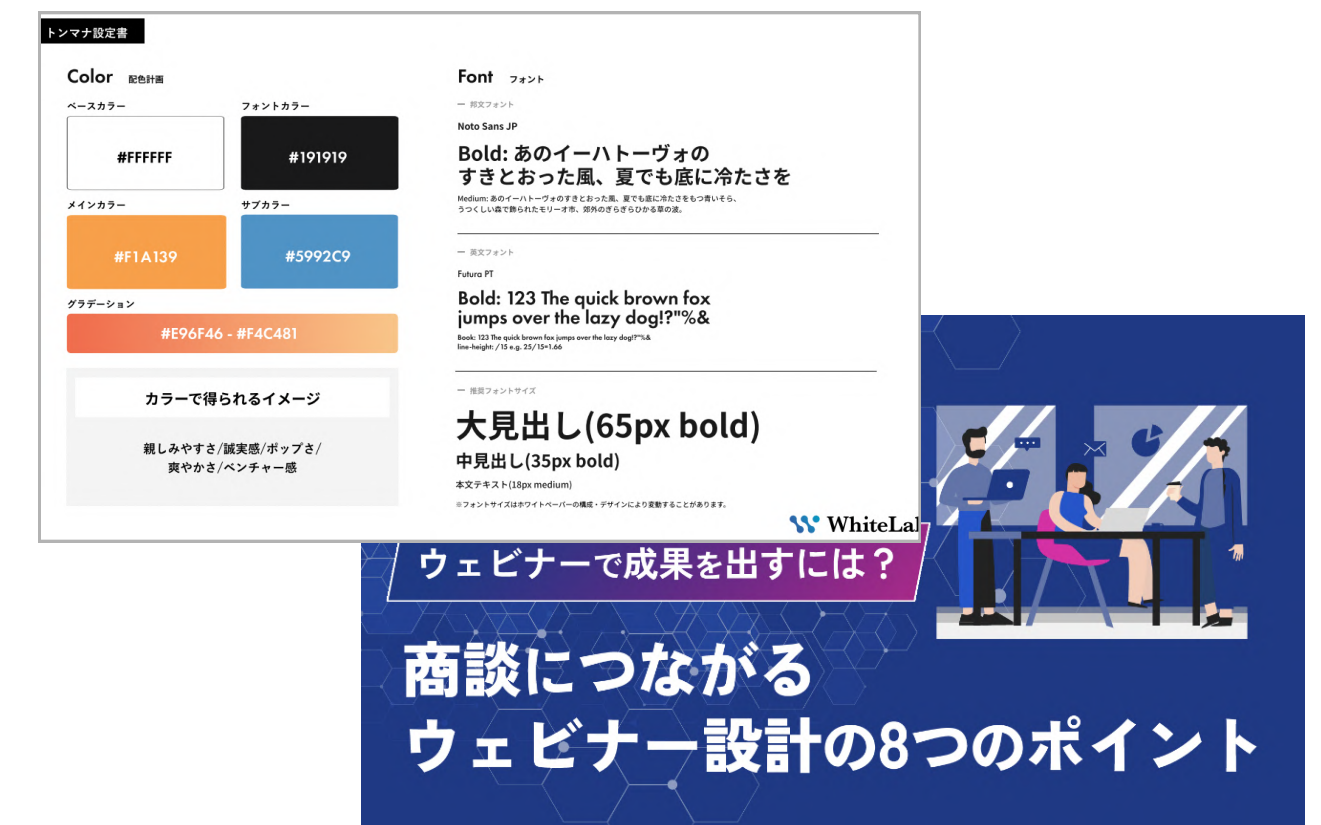 トンマナ設定書
Color 配色計画
ベースカラー
フォントカラー
#FFFFFF
#191919
メインカラー
サブカラー
#F1A139
#5992C9
グラデーション
#E96F46 - #F4C481
カラーで得られるイメージ
親しみやすさ/誠実感/ポップさ/
爽やかさ/ベンチャー感
Font フォント
ー 邦文フォント
Noto Sans JP
Bold: あのイーハトーヴォの
すきとおった風、夏でも底に冷たさを
Medium: あのイーハトーヴォのすきとおった風、夏でも底に冷たさをもつ青いそら、
うつくしい森で飾られたモリーオ市、郊外のぎらぎらひかる草の波。
ー 英文フォント
Futura PT
Bold: 123 The quick brown fox
jumps over the lazy dog!?"%&
Book: 123 The quick brown fox jumps over the lazy dog!?"%&
line-height: / 15 e.g. 25/15=1.66
ー 推奨フォントサイズ
大見出し(65px bold)
中見出し(35px bold)
本文テキスト(18px medium)
※フォントサイズはホワイトペーパーの構成・デザインにより変動することがあります。
WhiteLa
ウェビナーで成果を出すには？
商談につながる
ウェビナー設計の8つのポイント